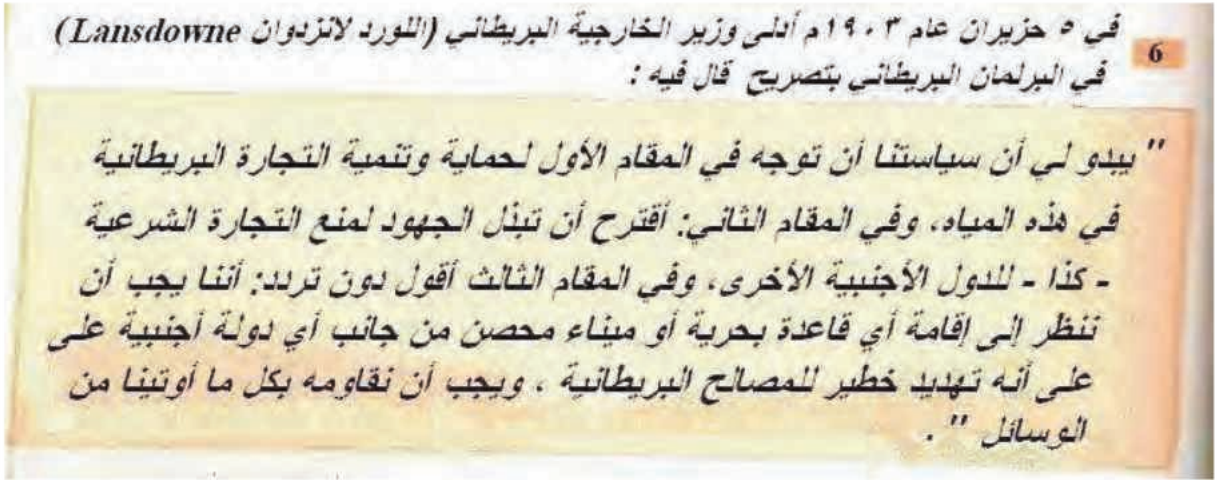 6
في ٥ حزيران عام ١٩٠٣م أدلى وزير الخارجية البريطاني (اللورد لانزدوان Lansdowne)
في البرلمان البريطاني بتصريح قال فيه :
" يبدو لي أن سياستنا أن توجه في المقام الأول لحماية وتنمية التجارة البريطانية
في هذه المياه، وفي المقام الثاني: أقترح أن تبذل الجهود لمنع التجارة الشرعية
- كذا - للدول الأجنبية الأخرى، وفي المقام الثالث أقول دون تردد: أننا يجب أن
ننظر إلى إقامة أي قاعدة بحرية أو ميناء محصن من جانب أي دولة أجنبية على
على أنه تهديد خطير للمصالح البريطانية ، ويجب أن نقاومه بكل ما أوتينا من
الوسائل " .